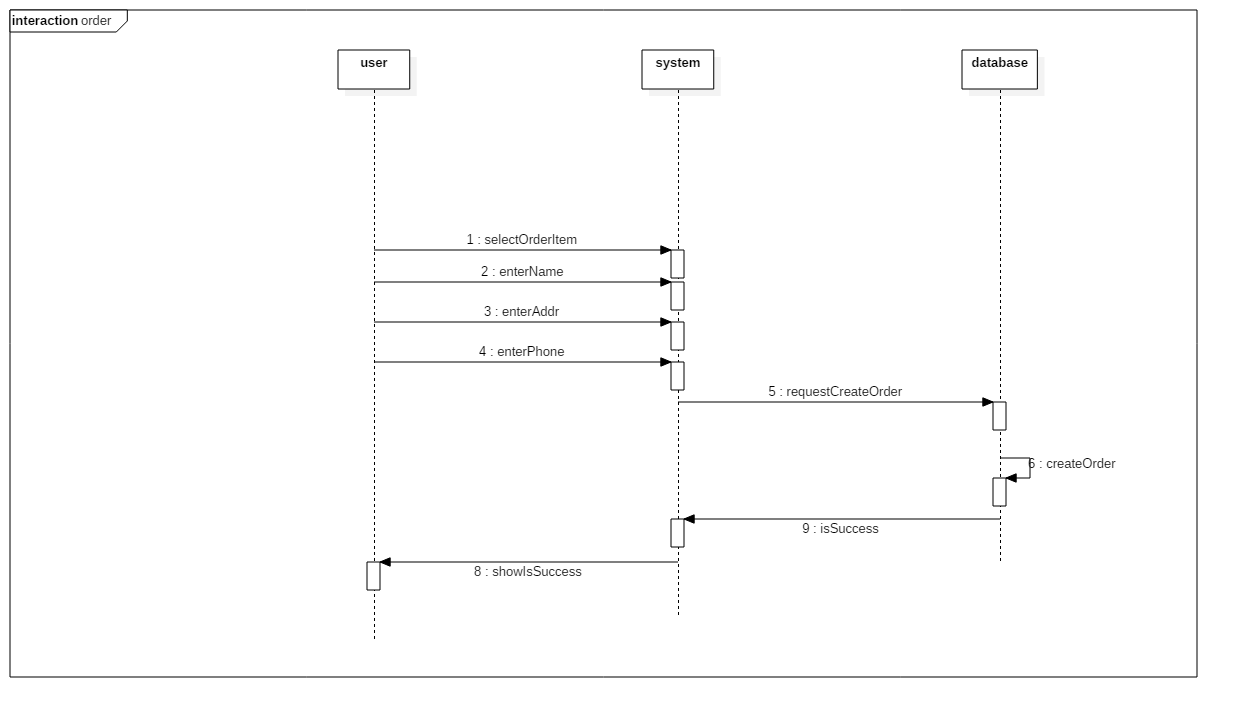 interaction order
user
system
database
1 : selectOrderItem
2 : enterName
3 : enterAddr
4 : enterPhone
5 : requestCreateOrder
6 : createOrder
9 : isSuccess
8 : showIsSuccess